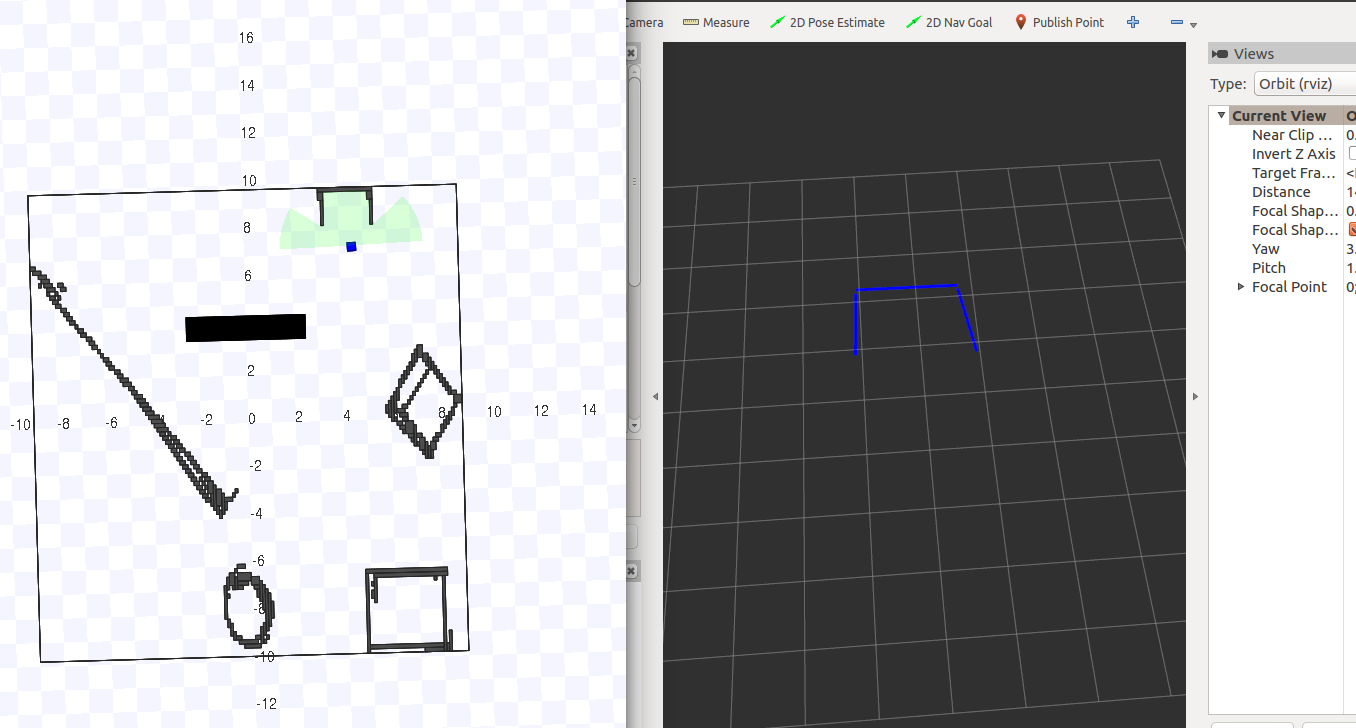 16
14
12
10
8
6
2
-10 -8 -6 -2 0 2 4 8 10 12 14
-2
-4
-6
-8
-10
-12
Camera Measure 2D Pose Estimate 2D Nav Goal Publish Point
Views
Type: Orbit (rviz)
Current View
Near Clip ... 0.
Invert Z Axis
Target Fra...
Distance 14
Focal Shap... 0.
Focal Shap...
Yaw 3.
Pitch 1.
Focal Point 0;